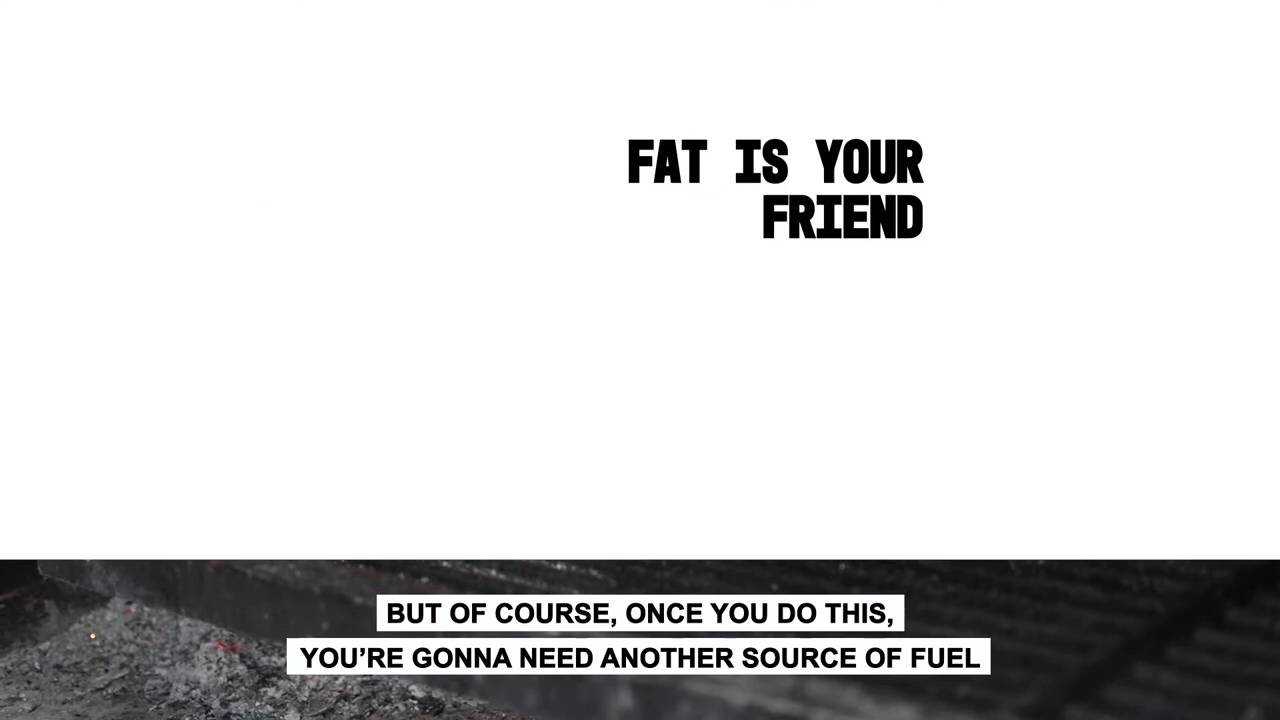 FAT IS YOUR
FRIEND
BUT OF COURSE, ONCE YOU DO THIS,
YOU’RE GONNA NEED ANOTHER SOURCE OF FUEL